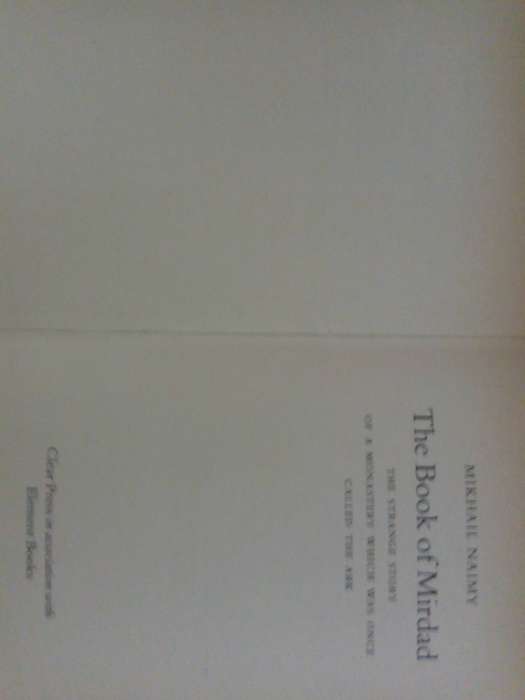 MIKHAIL NAIMY
The Book of Mirdad
THE STRANGE STORY
OF A MONASTERY WHICH WAS ONCE
CALLED THE ARK
Clear Press in association with
Element Books